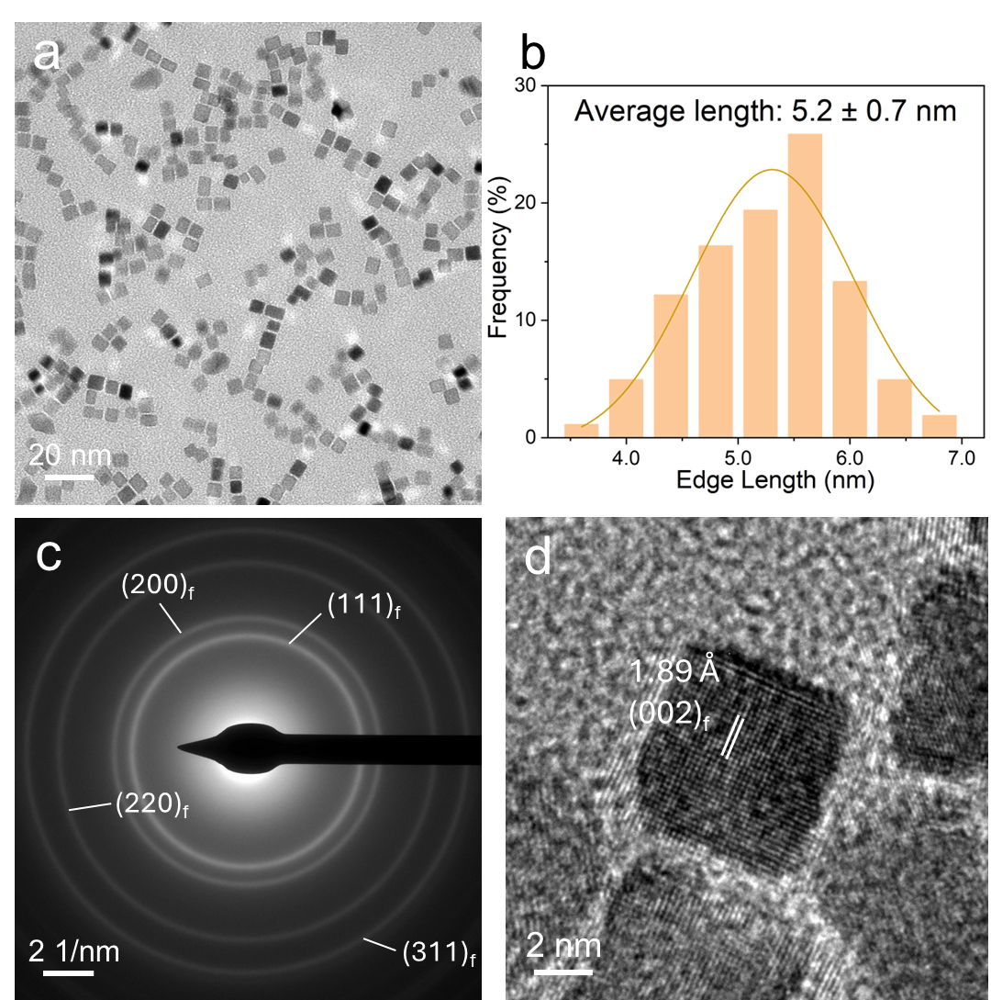 a
20 nm
b
Average length: 5.2 ± 0.7 nm
Frequency (%)
30
20
10
0
4.0 5.0 6.0 7.0
Edge Length (nm)
c
(200)f
(111)f
(220)f
(311)f
2 1/nm
d
1.89 Å
(002)f
2 nm